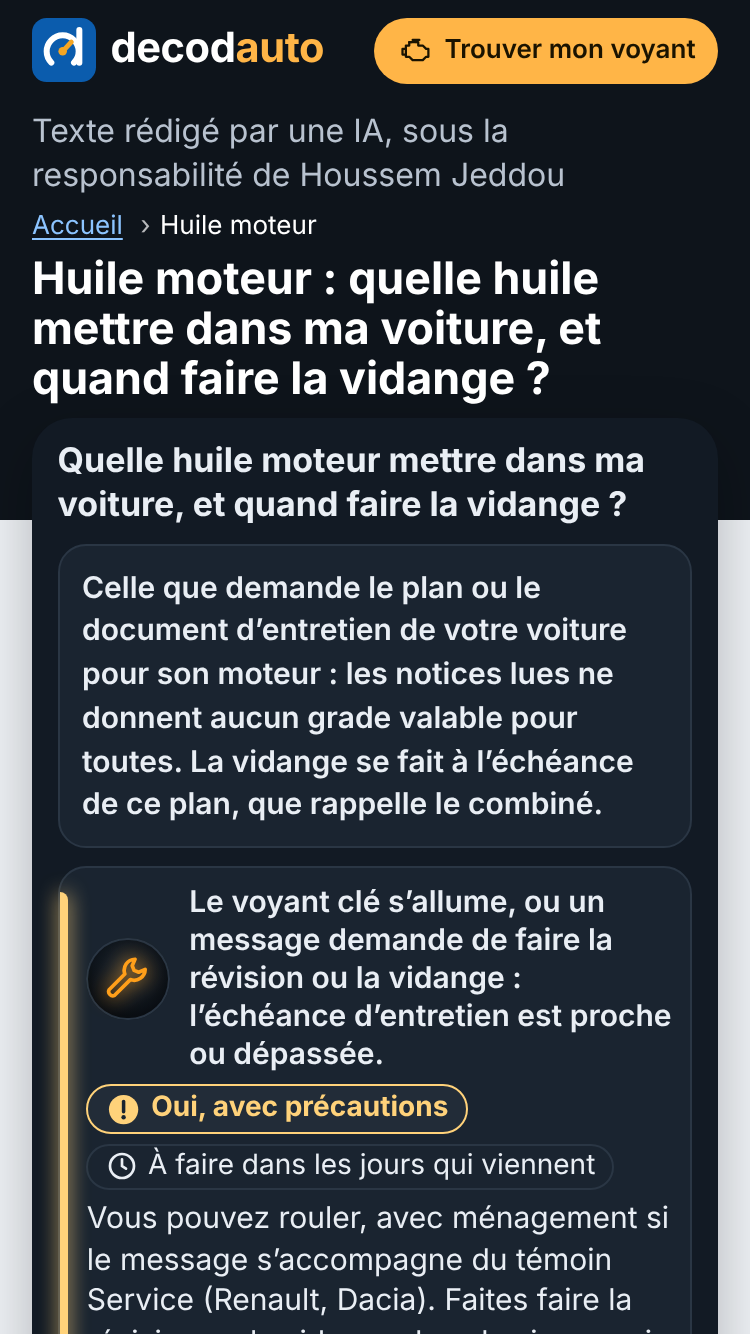 decodauto
Trouver mon voyant
Texte rédigé par une IA, sous la
responsabilité de Houssem Jeddou
Accueil › Huile moteur
Huile moteur : quelle huile
mettre dans ma voiture, et
quand faire la vidange ?
Quelle huile moteur mettre dans ma
voiture, et quand faire la vidange ?
Celle que demande le plan ou le
document d’entretien de votre voiture
pour son moteur : les notices lues ne
donnent aucun grade valable pour
toutes. La vidange se fait à l’échéance
de ce plan, que rappelle le combiné.
Le voyant clé s’allume, ou un
message demande de faire la
révision ou la vidange :
l’échéance d’entretien est proche
ou dépassée.
Oui, avec précautions
À faire dans les jours qui viennent
Vous pouvez rouler, avec ménagement si
le message s’accompagne du témoin
Service (Renault, Dacia). Faites faire la